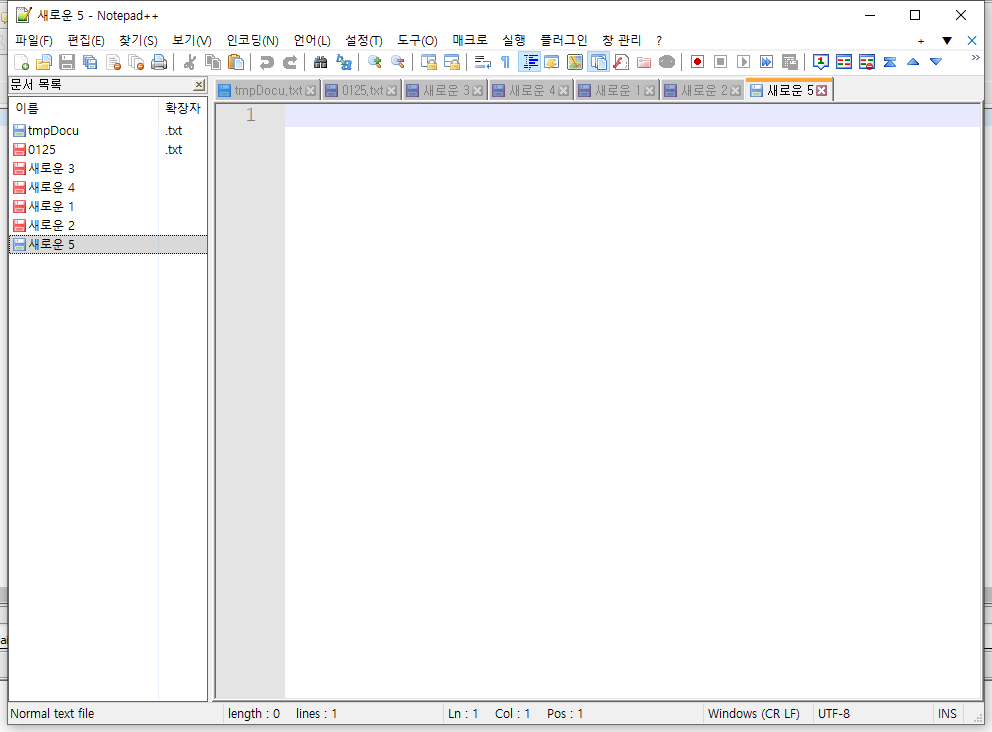 새로운 5 - Notepad++
파일(F) 편집(E) 찾기(S) 보기(V) 인코딩(N) 언어(L) 설정(T) 도구(O) 매크로 실행 플러그인 창 관리 ? + ▼ X
문서 목록
tmpDocu.txt 0125.txt 새로운 3 새로운 4 새로운 1 새로운 2 새로운 5
이름 확장자
1
tmpDocu .txt
0125 .txt
새로운 3
새로운 4
새로운 1
새로운 2
새로운 5
Normal text file length : 0 lines : 1 Ln : 1 Col : 1 Pos : 1 Windows (CR LF) UTF-8 INS